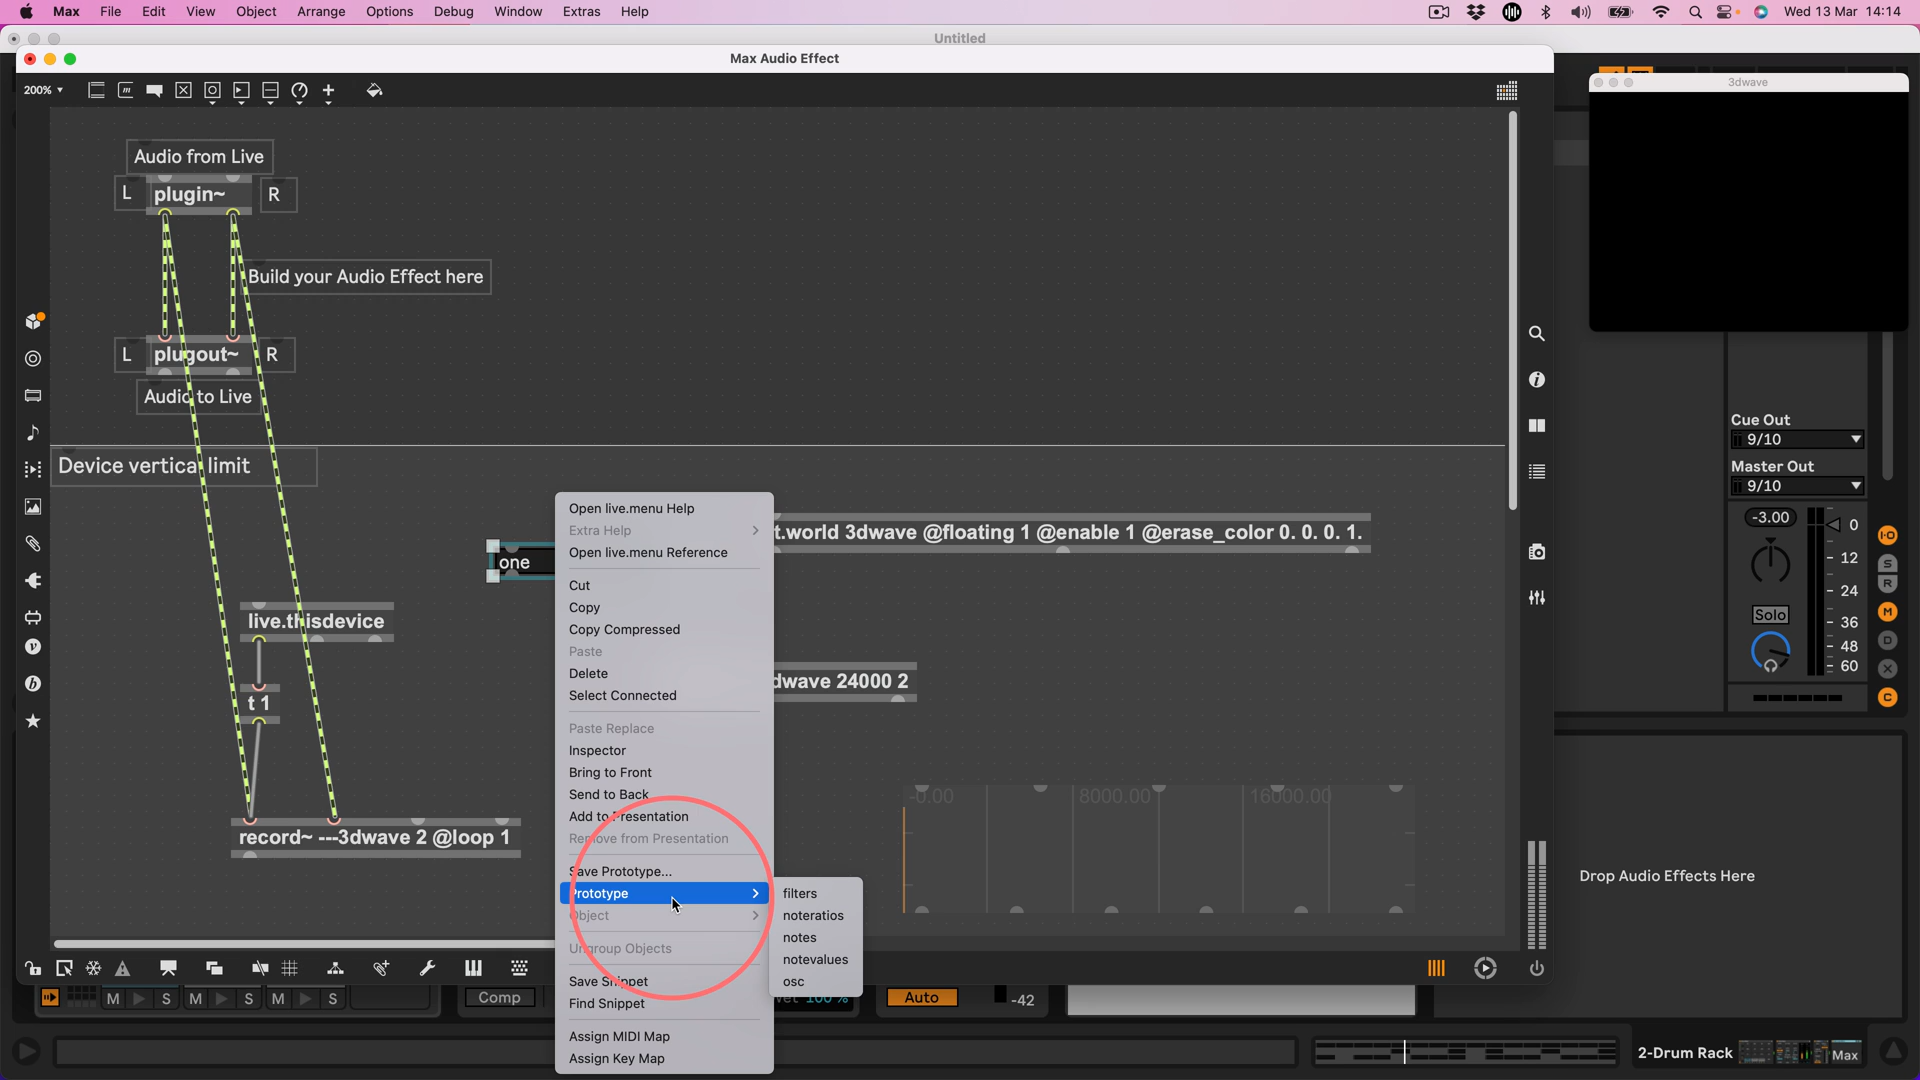 Max File Edit View Object Arrange Options Debug Window Extras Help
Wed 13 Mar 14:14
Untitled
Max Audio Effect
200%
3dwave
Audio from Live
L
plugin~
R
Build your Audio Effect here
L
plugout~
R
Audio to Live
Device vertical limit
live.thisdevice
t 1
record~ ---3dwave 2 @loop 1
one
t.world 3dwave @floating 1 @enable 1 @erase_color 0. 0. 0. 1.
dwave 24000 2
-0.00
8000.00
16000.00
Open live.menu Help
Extra Help
Open live.menu Reference
Cut
Copy
Copy Compressed
Paste
Delete
Select Connected
Paste Replace
Inspector
Bring to Front
Send to Back
Add to Presentation
Remove from Presentation
Save Prototype...
Prototype
Object
Ungroup Objects
Save Snippet
Find Snippet
Assign MIDI Map
Assign Key Map
filters
noteratios
notes
notevalues
osc
Cue Out
9/10
Master Out
9/10
-3.00
0
12
24
36
48
60
Solo
I·O
S
R
M
D
X
C
Drop Audio Effects Here
M
S
M
S
M
S
Comp
100 %
Auto
-42
2-Drum Rack
Max